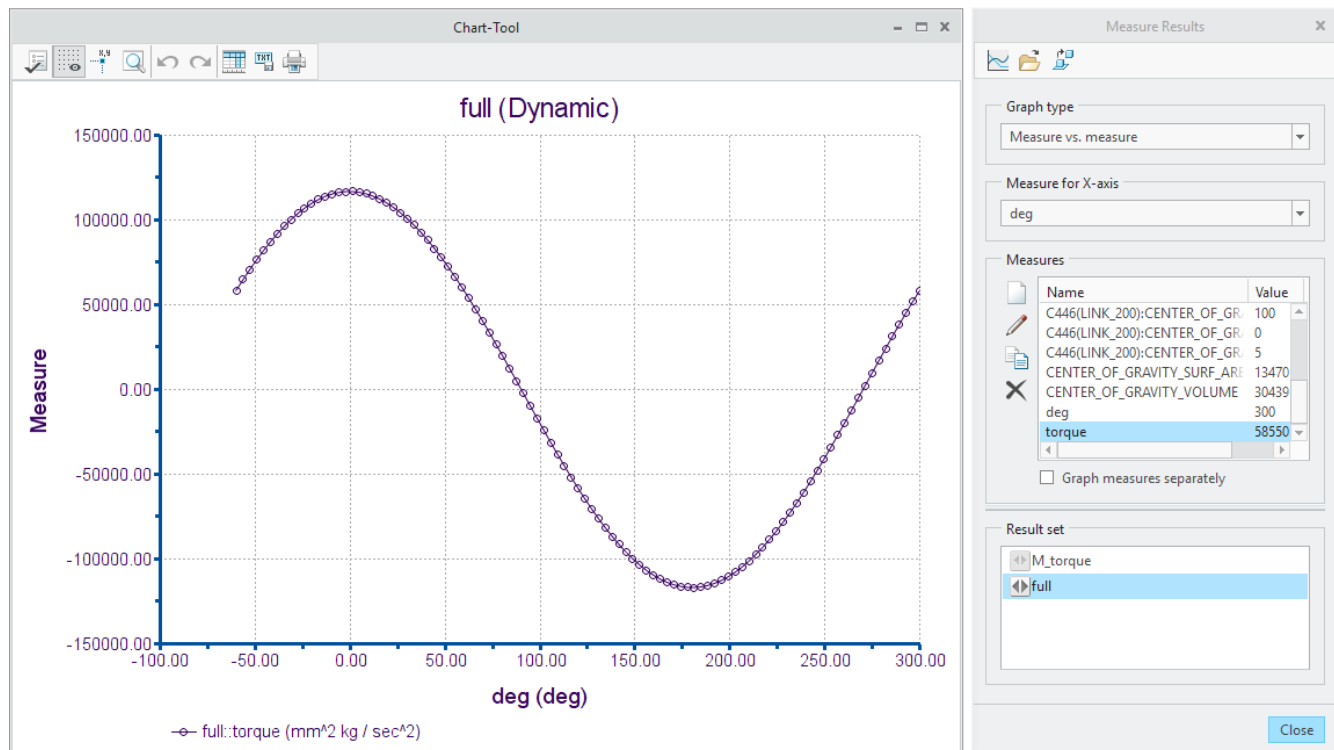 Chart-Tool
x,y
TXT
full (Dynamic)
150000.00
100000.00
50000.00
0.00
-50000.00
-100000.00
-150000.00
Measure
-100.00 -50.00 0.00 50.00 100.00 150.00 200.00 250.00 300.00
deg (deg)
full::torque (mm^2 kg / sec^2)
Measure Results
Graph type
Measure vs. measure
Measure for X-axis
deg
Measures
Name Value
C446(LINK_200):CENTER_OF_GR 100
C446(LINK_200):CENTER_OF_GR 0
C446(LINK_200):CENTER_OF_GR 5
CENTER_OF_GRAVITY_SURF_ARE 13470
CENTER_OF_GRAVITY_VOLUME 30439
deg 300
torque 58550
Graph measures separately
Result set
M_torque
full
Close